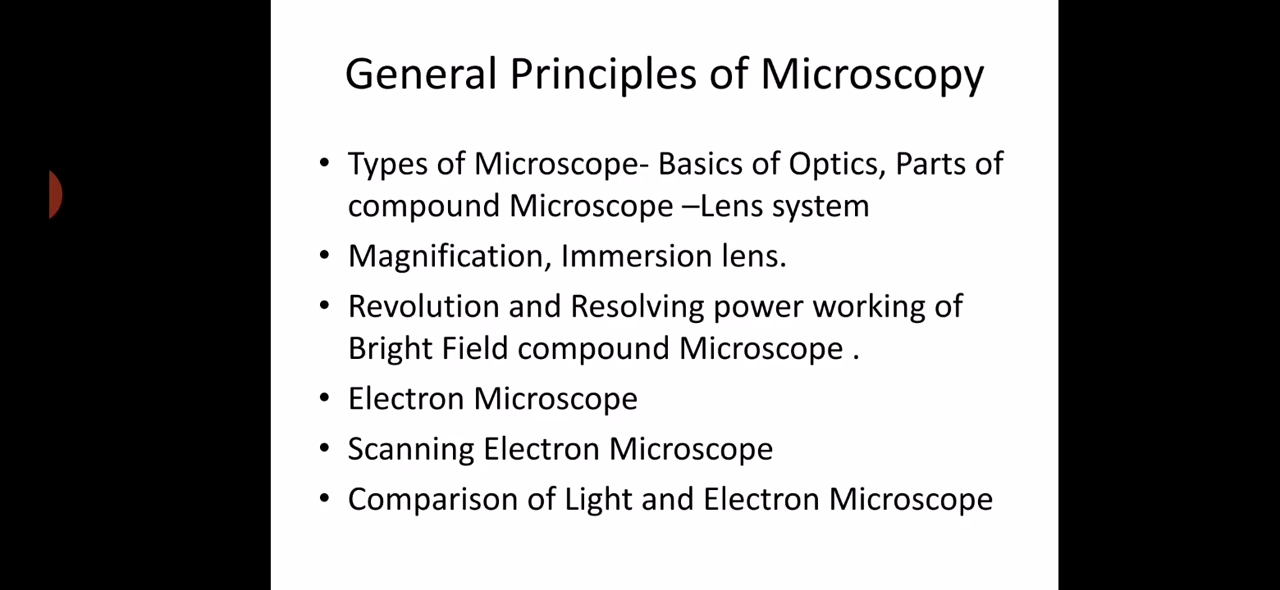 General Principles of Microscopy
• Types of Microscope- Basics of Optics, Parts of
compound Microscope –Lens system
• Magnification, Immersion lens.
• Revolution and Resolving power working of
Bright Field compound Microscope .
• Electron Microscope
• Scanning Electron Microscope
• Comparison of Light and Electron Microscope